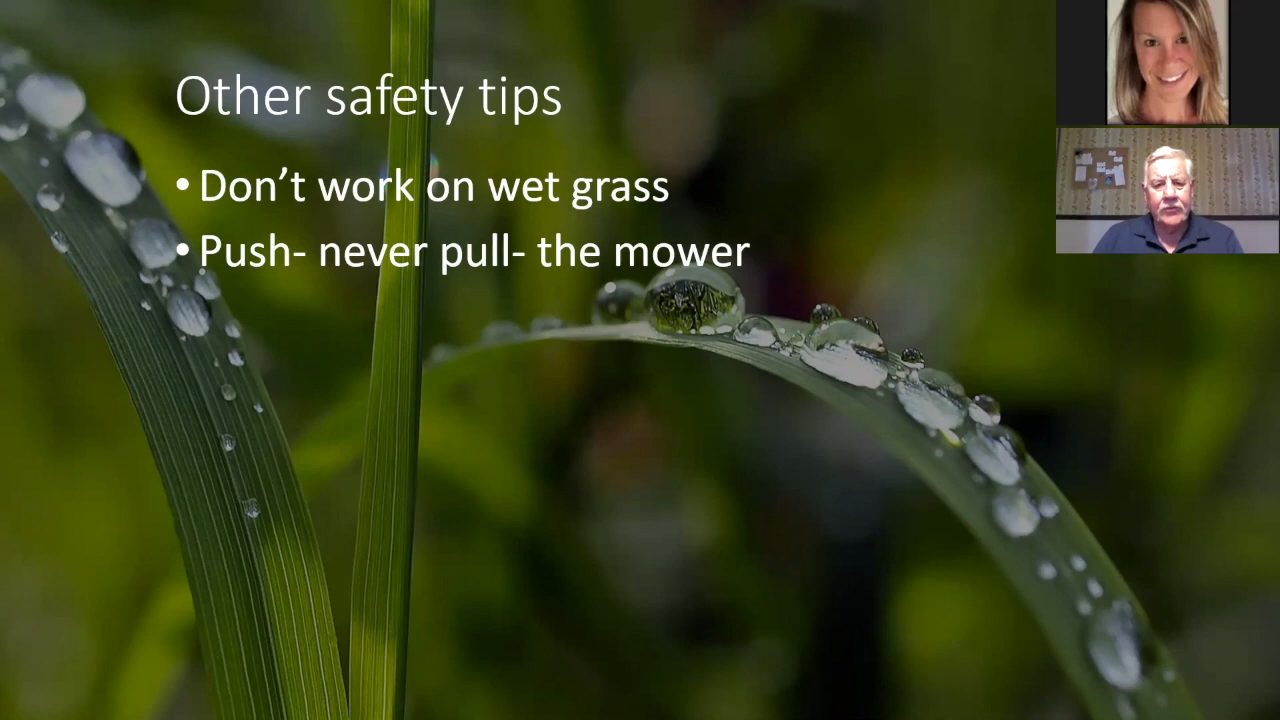 Other safety tips
• Don’t work on wet grass
• Push- never pull- the mower